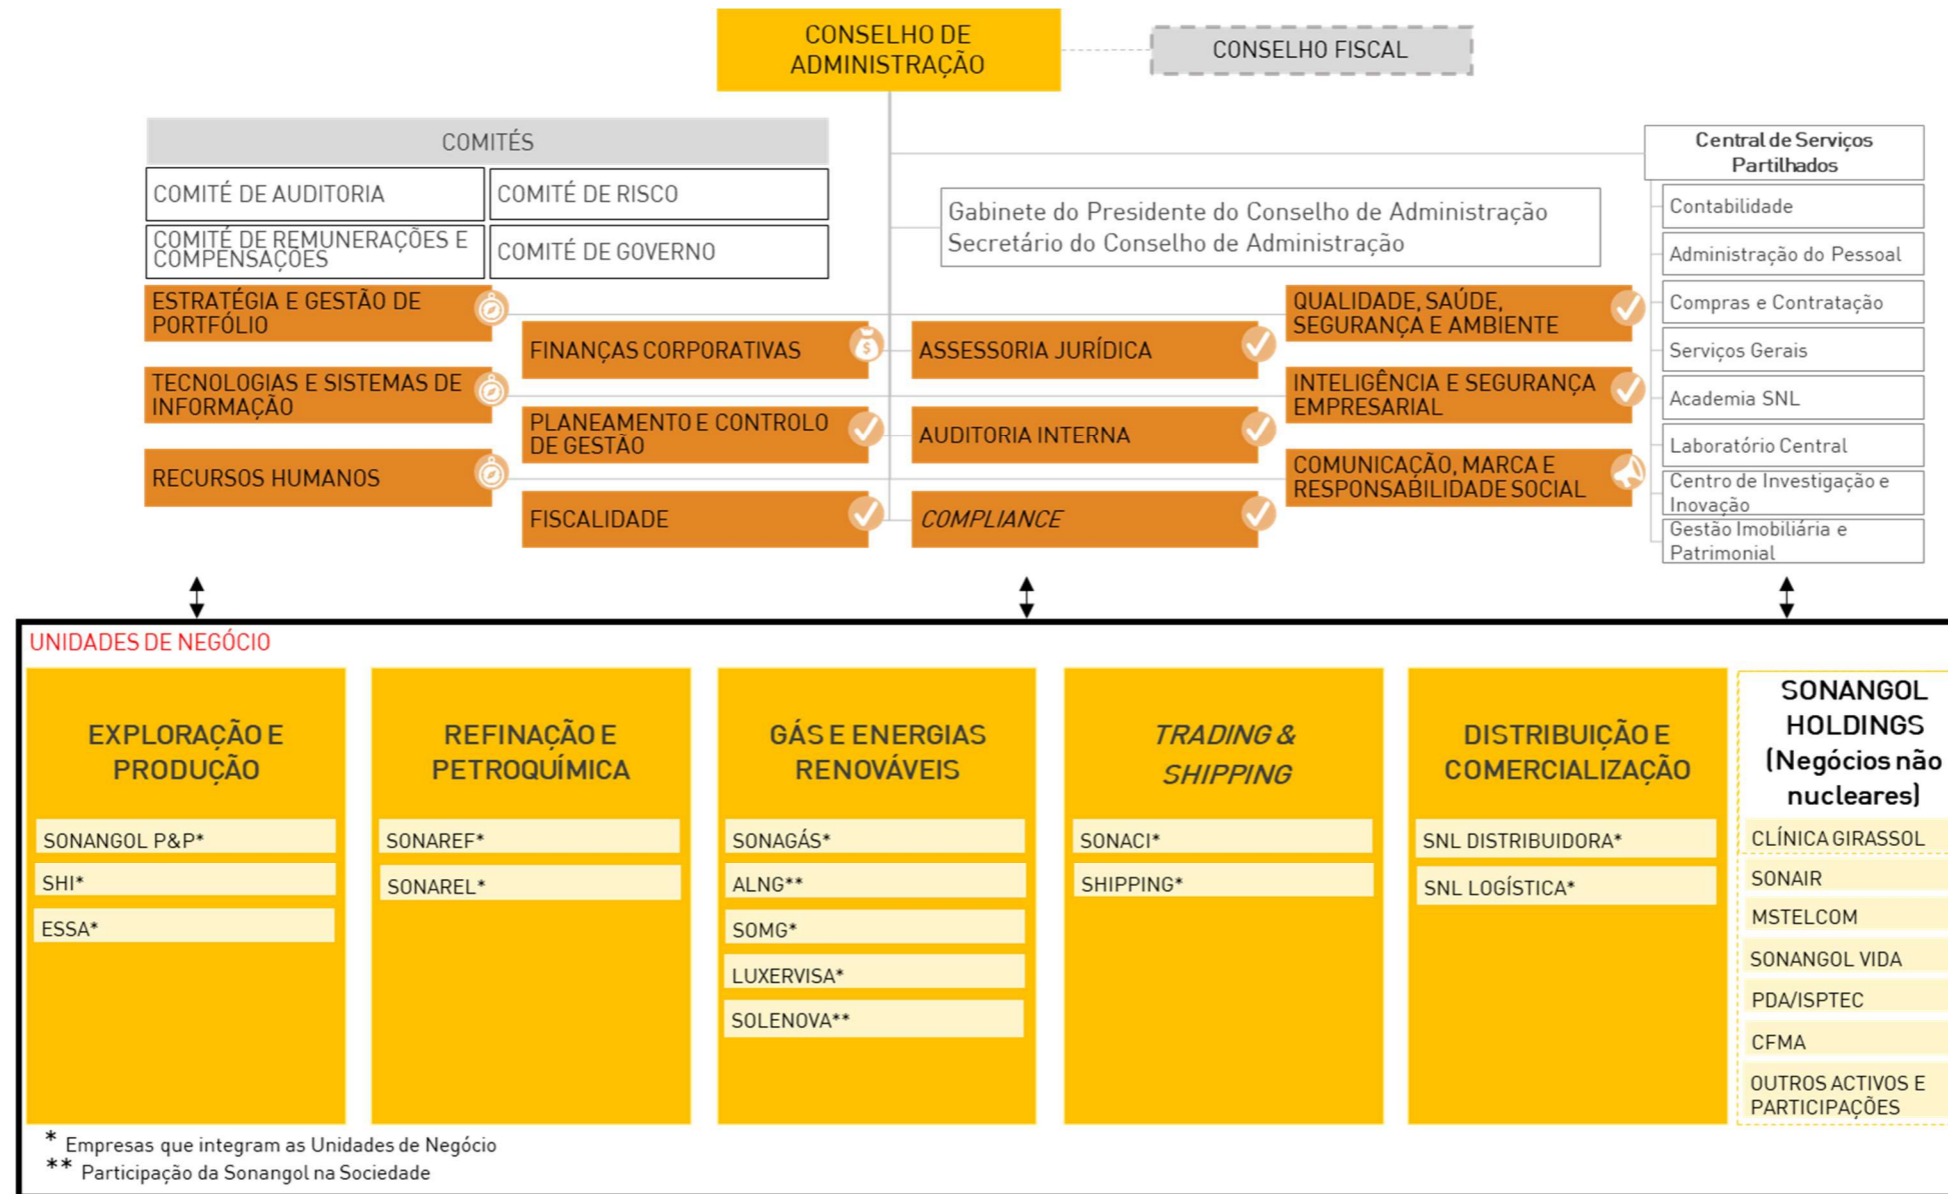 CONSELHO DE
ADMINISTRAÇÃO
CONSELHO FISCAL
COMITÉS
COMITÉ DE AUDITORIA
COMITÉ DE RISCO
COMITÉ DE REMUNERAÇÕES E
COMPENSAÇÕES
COMITÉ DE GOVERNO
Gabinete do Presidente do Conselho de Administração
Secretário do Conselho de Administração
Central de Serviços
Partilhados
Contabilidade
Administração do Pessoal
Compras e Contratação
Serviços Gerais
Academia SNL
Laboratório Central
Centro de Investigação e
Inovação
Gestão Imobiliária e
Patrimonial
ESTRATÉGIA E GESTÃO DE
PORTFÓLIO
TECNOLOGIAS E SISTEMAS DE
INFORMAÇÃO
RECURSOS HUMANOS
FINANÇAS CORPORATIVAS
PLANEAMENTO E CONTROLO
DE GESTÃO
FISCALIDADE
ASSESSORIA JURÍDICA
AUDITORIA INTERNA
COMPLIANCE
QUALIDADE, SAÚDE,
SEGURANÇA E AMBIENTE
INTELIGÊNCIA E SEGURANÇA
EMPRESARIAL
COMUNICAÇÃO, MARCA E
RESPONSABILIDADE SOCIAL
UNIDADES DE NEGÓCIO
EXPLORAÇÃO E
PRODUÇÃO
SONANGOL P&P*
SHI*
ESSA*
REFINAÇÃO E
PETROQUÍMICA
SONAREF*
SONAREL*
GÁS E ENERGIAS
RENOVÁVEIS
SONAGÁS*
ALNG**
SOMG*
LUXERVISA*
SOLENOVA**
TRADING &
SHIPPING
SONACI*
SHIPPING*
DISTRIBUIÇÃO E
COMERCIALIZAÇÃO
SNL DISTRIBUIDORA*
SNL LOGÍSTICA*
SONANGOL
HOLDINGS
(Negócios não
nucleares)
CLÍNICA GIRASSOL
SONAIR
MSTELCOM
SONANGOL VIDA
PDA/ISPTEC
CFMA
OUTROS ACTIVOS E
PARTICIPAÇÕES
* Empresas que integram as Unidades de Negócio
** Participação da Sonangol na Sociedade